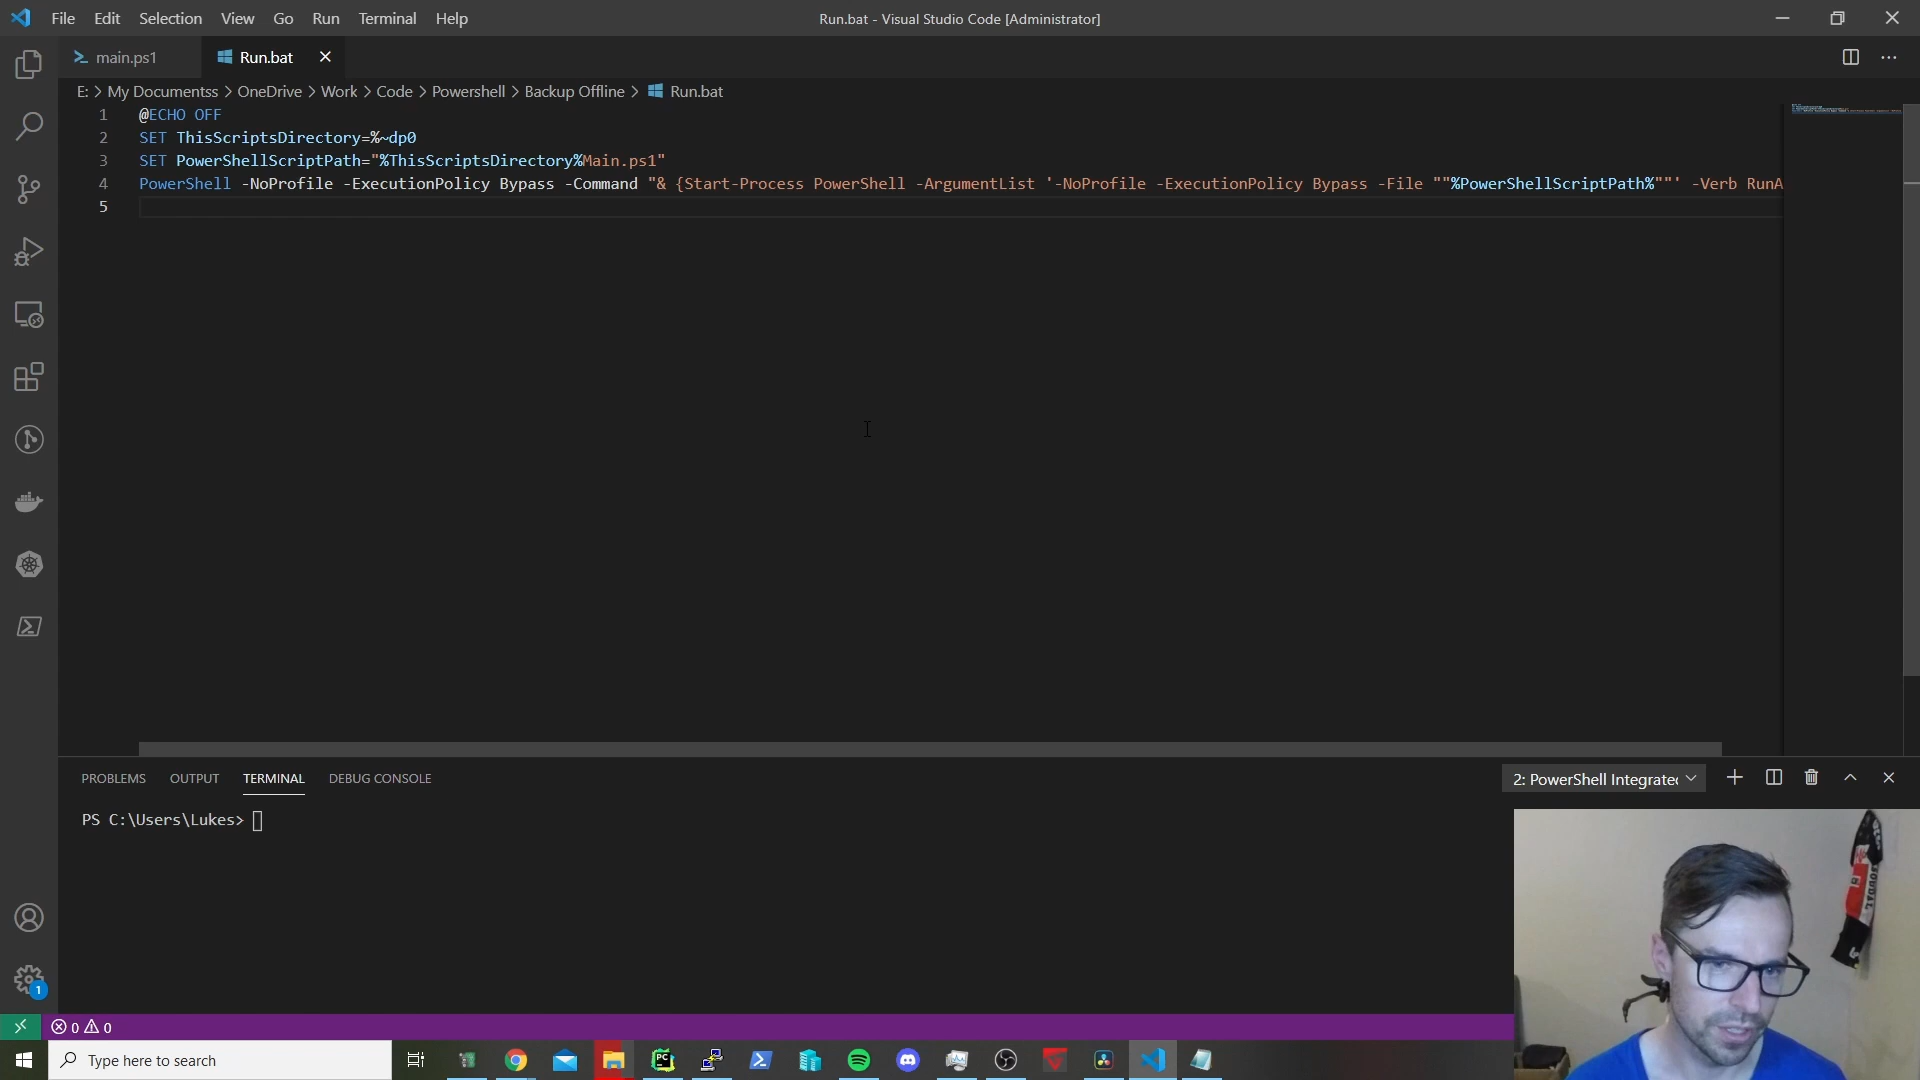 File Edit Selection View Go Run Terminal Help
Run.bat - Visual Studio Code [Administrator]
main.ps1
Run.bat
E: > My Documentss > OneDrive > Work > Code > Powershell > Backup Offline > Run.bat
1 @ECHO OFF
2 SET ThisScriptsDirectory=%~dp0
3 SET PowerShellScriptPath="%ThisScriptsDirectory%Main.ps1"
4 PowerShell -NoProfile -ExecutionPolicy Bypass -Command "& {Start-Process PowerShell -ArgumentList '-NoProfile -ExecutionPolicy Bypass -File ""%PowerShellScriptPath%""' -Verb RunA
5
PROBLEMS OUTPUT TERMINAL DEBUG CONSOLE
2: PowerShell Integrated
PS C:\Users\Lukes>
1
0 0
Type here to search
PC